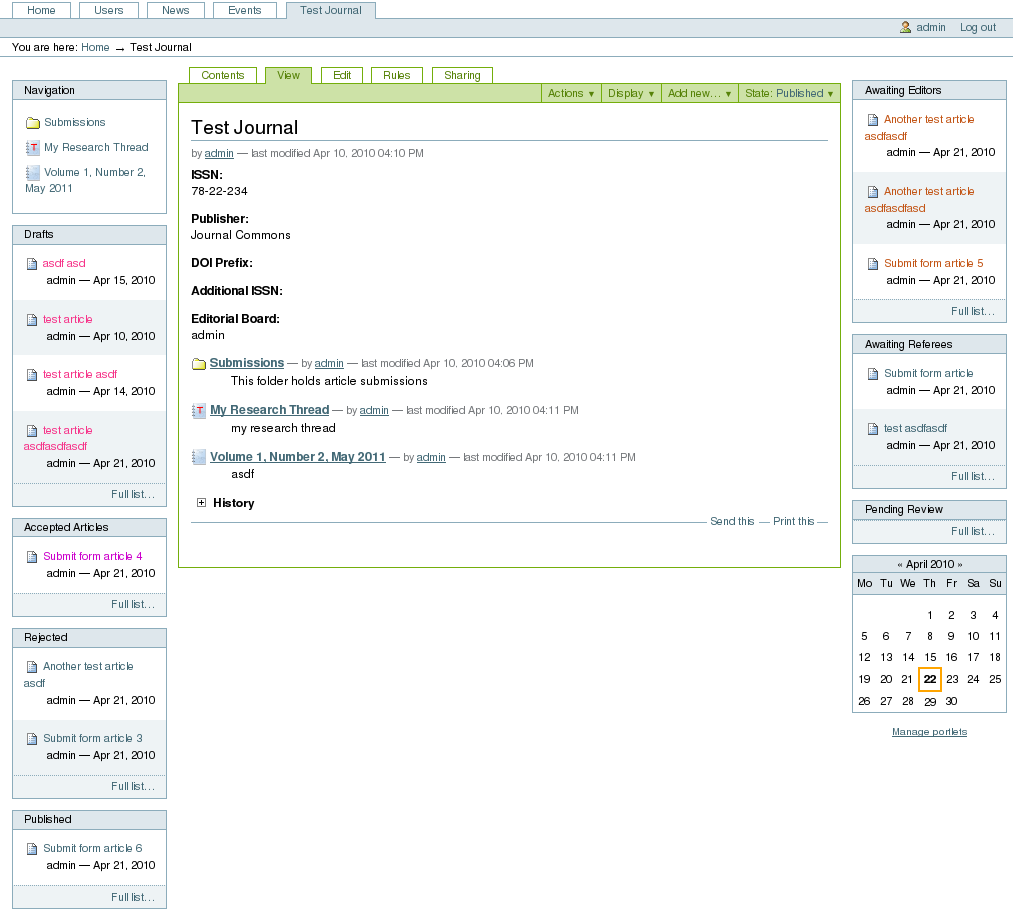 Home Users News Events Test Journal
admin Log out
You are here: Home → Test Journal
Navigation
Submissions
My Research Thread
Volume 1, Number 2,
May 2011
Drafts
asdf asd
admin — Apr 15, 2010
test article
admin — Apr 10, 2010
test article asdf
admin — Apr 14, 2010
test article
asdfasdfasdf
admin — Apr 21, 2010
Full list…
Accepted Articles
Submit form article 4
admin — Apr 21, 2010
Full list…
Rejected
Another test article
asdf
admin — Apr 21, 2010
Submit form article 3
admin — Apr 21, 2010
Full list…
Published
Submit form article 6
admin — Apr 21, 2010
Full list…
Contents View Edit Rules Sharing
Actions ▼ Display ▼ Add new… ▼ State: Published ▼
Test Journal
by admin — last modified Apr 10, 2010 04:10 PM
ISSN:
78-22-234
Publisher:
Journal Commons
DOI Prefix:
Additional ISSN:
Editorial Board:
admin
Submissions — by admin — last modified Apr 10, 2010 04:06 PM
This folder holds article submissions
My Research Thread — by admin — last modified Apr 10, 2010 04:11 PM
my research thread
Volume 1, Number 2, May 2011 — by admin — last modified Apr 10, 2010 04:11 PM
asdf
History
Send this — Print this —
Awaiting Editors
Another test article
asdfasdf
admin — Apr 21, 2010
Another test article
asdfasdfasd
admin — Apr 21, 2010
Submit form article 5
admin — Apr 21, 2010
Full list…
Awaiting Referees
Submit form article
admin — Apr 21, 2010
test asdfasdf
admin — Apr 21, 2010
Full list…
Pending Review
Full list…
« April 2010 »
Mo Tu We Th Fr Sa Su
1 2 3 4
5 6 7 8 9 10 11
12 13 14 15 16 17 18
19 20 21 22 23 24 25
26 27 28 29 30
Manage portlets